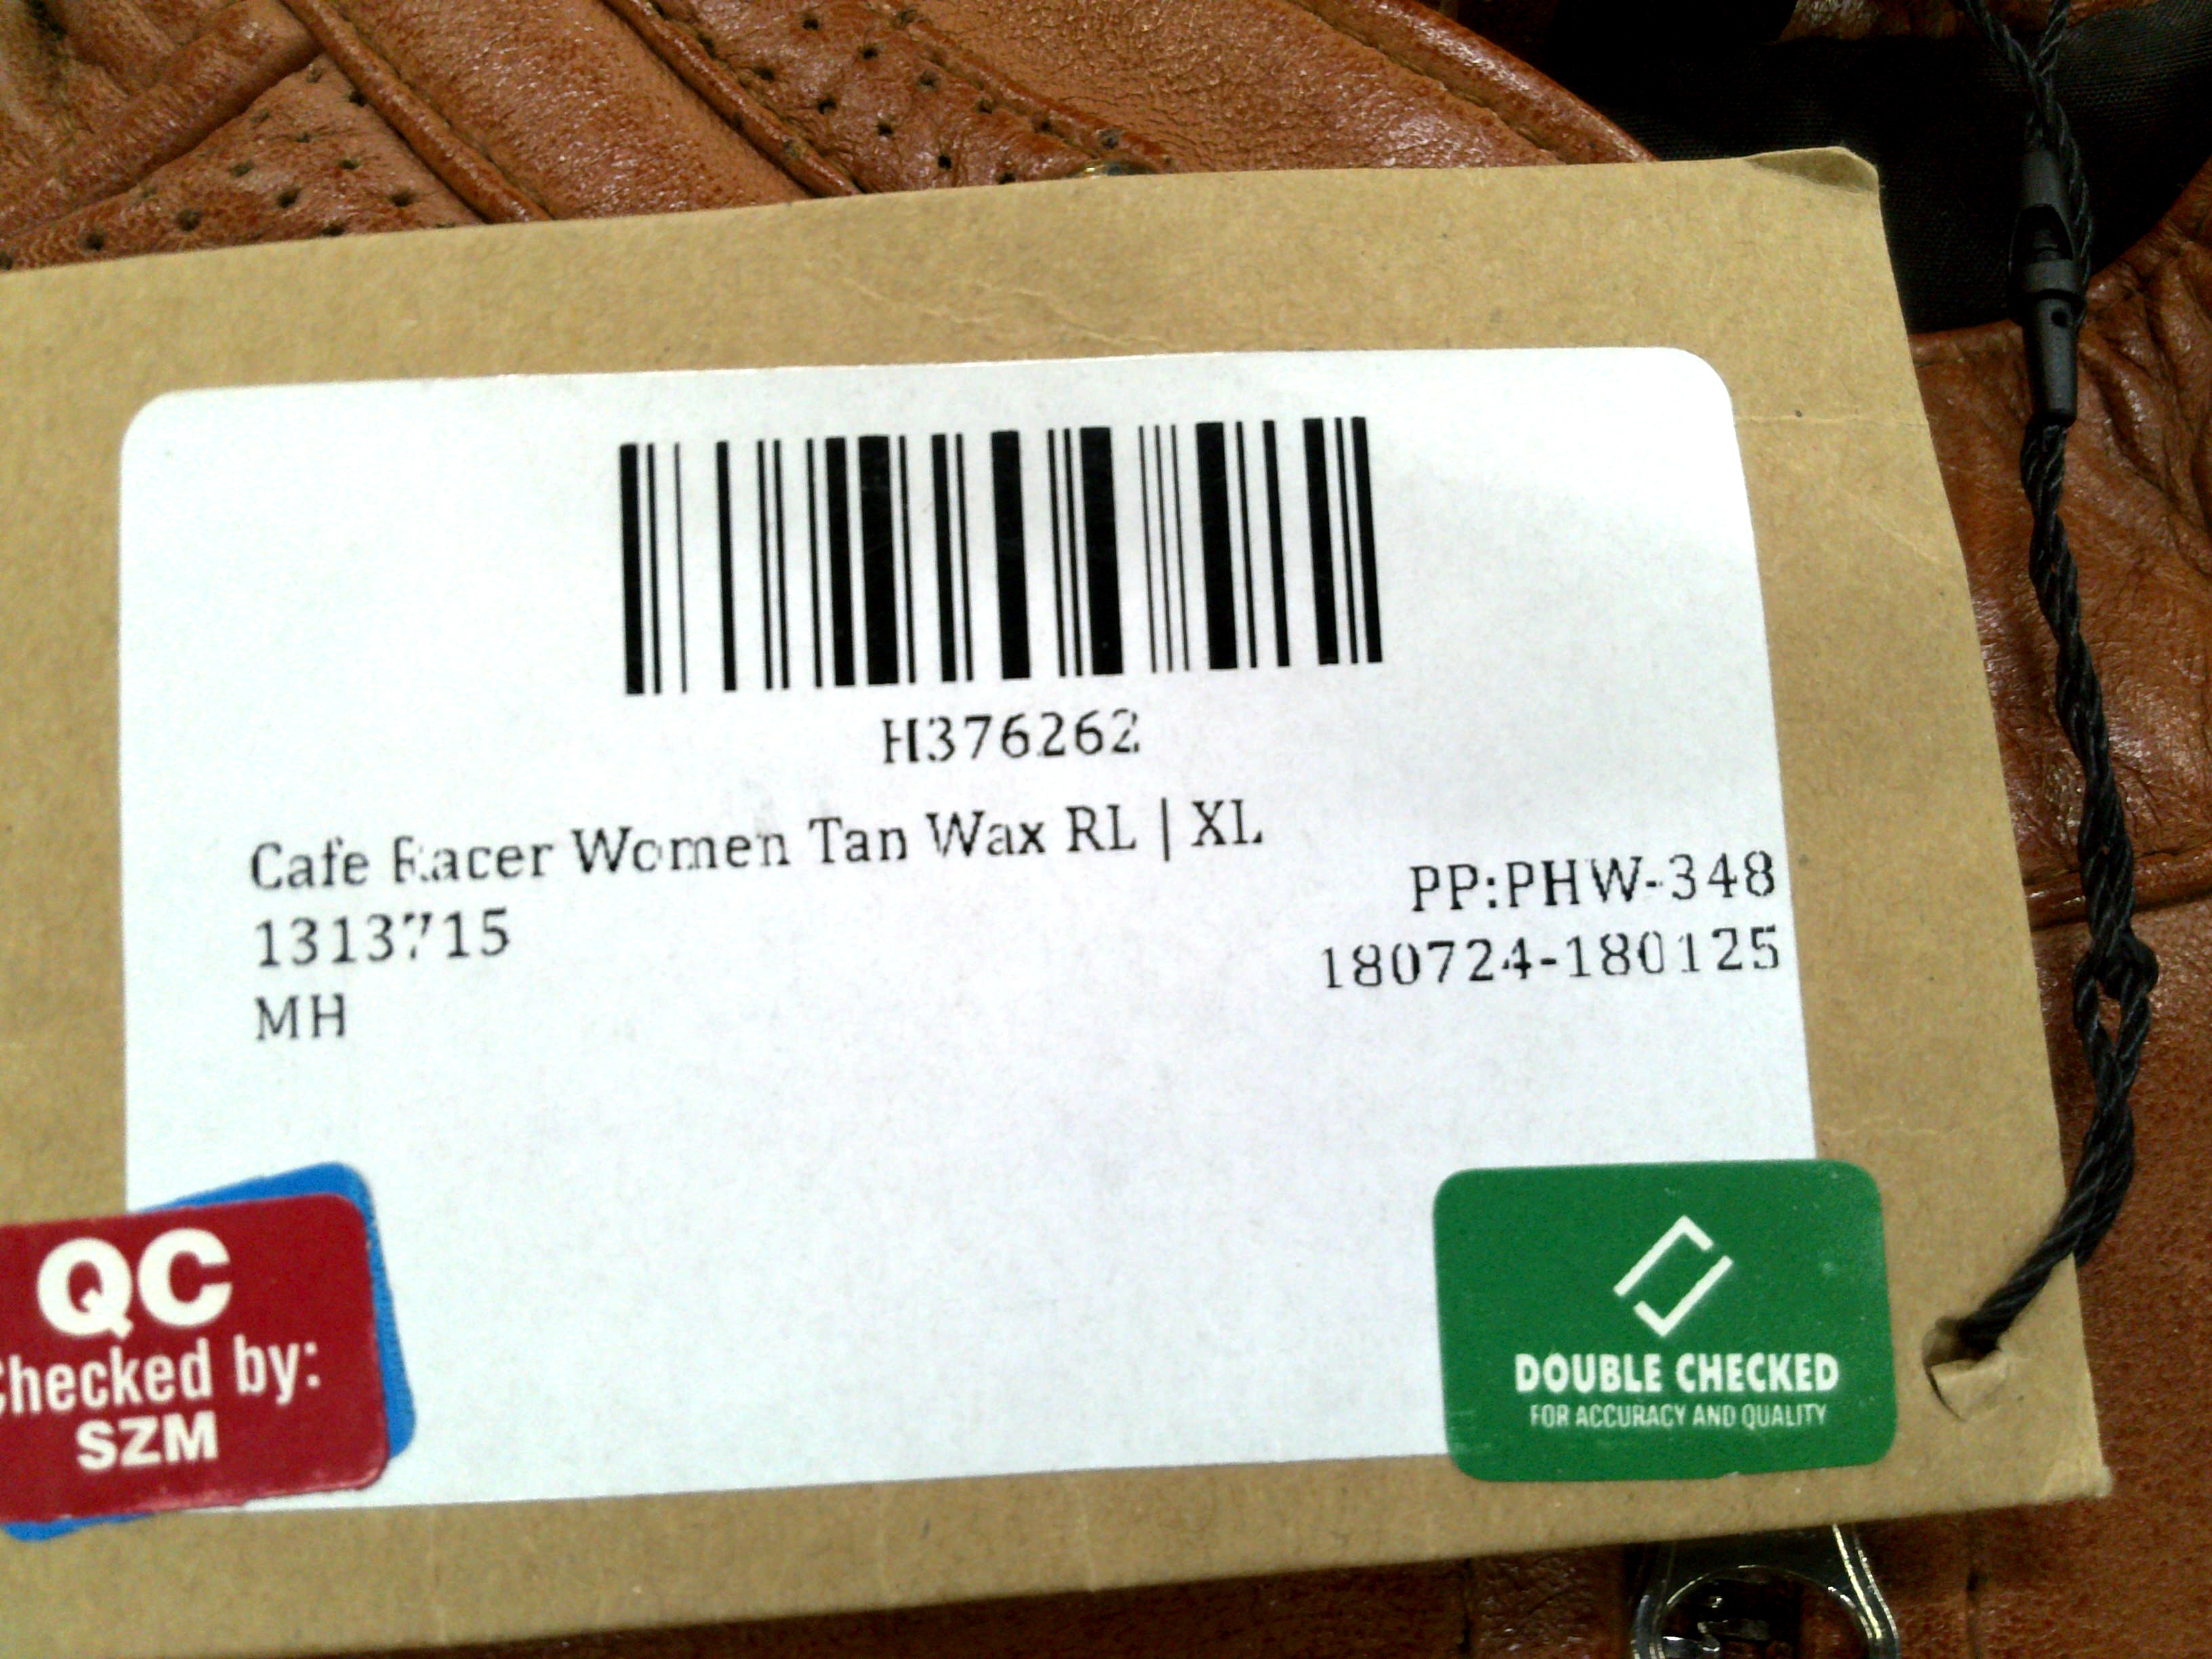 H376262
Cafe Racer Women Tan Wax RL | XL
PP:PHW-348
1313715
180724-180125
MH
QC
Checked by:
SZM
DOUBLE CHECKED
FOR ACCURACY AND QUALITY